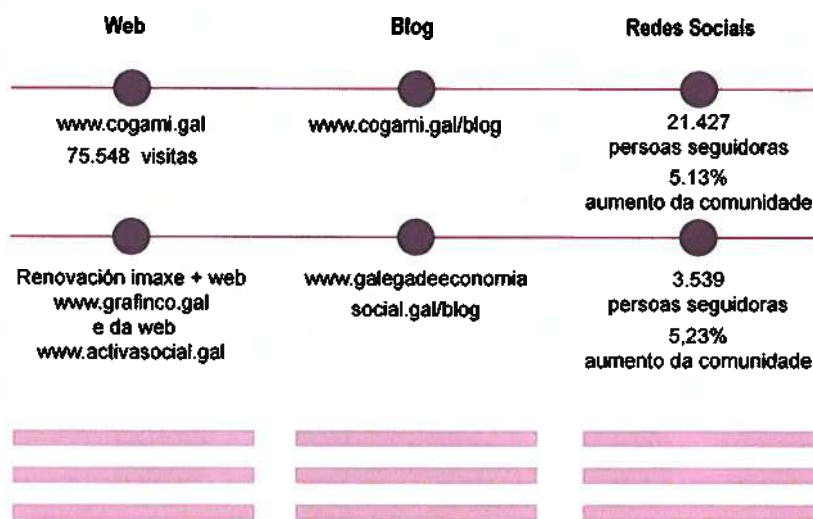 Web
Blog
Redes Sociais
www.cogami.gal
75.548 visitas
www.cogami.gal/blog
21.427
persoas seguidoras
5.13%
aumento da comunidade
Renovación imaxe + web
www.grafinco.gal
e da web
www.activasocial.gal
www.galegadeeconomia
social.gal/blog
3.539
persoas seguidoras
5,23%
aumento da comunidade